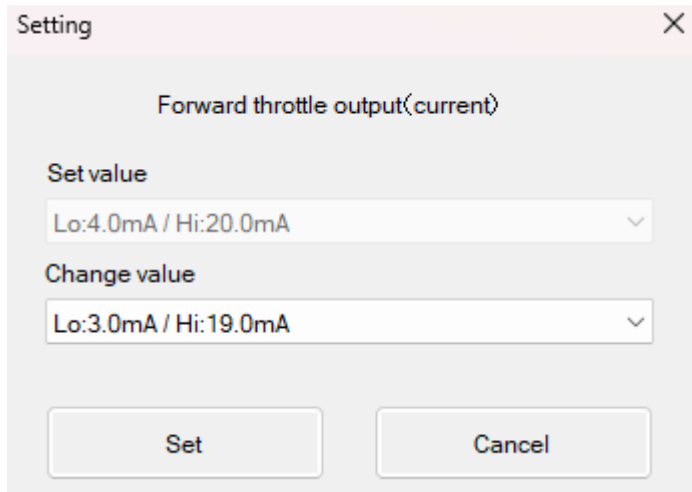 Setting
Forward throttle output(current)
Set value
Lo:4.0mA / Hi:20.0mA
Change value
Lo:3.0mA / Hi:19.0mA
Set
Cancel